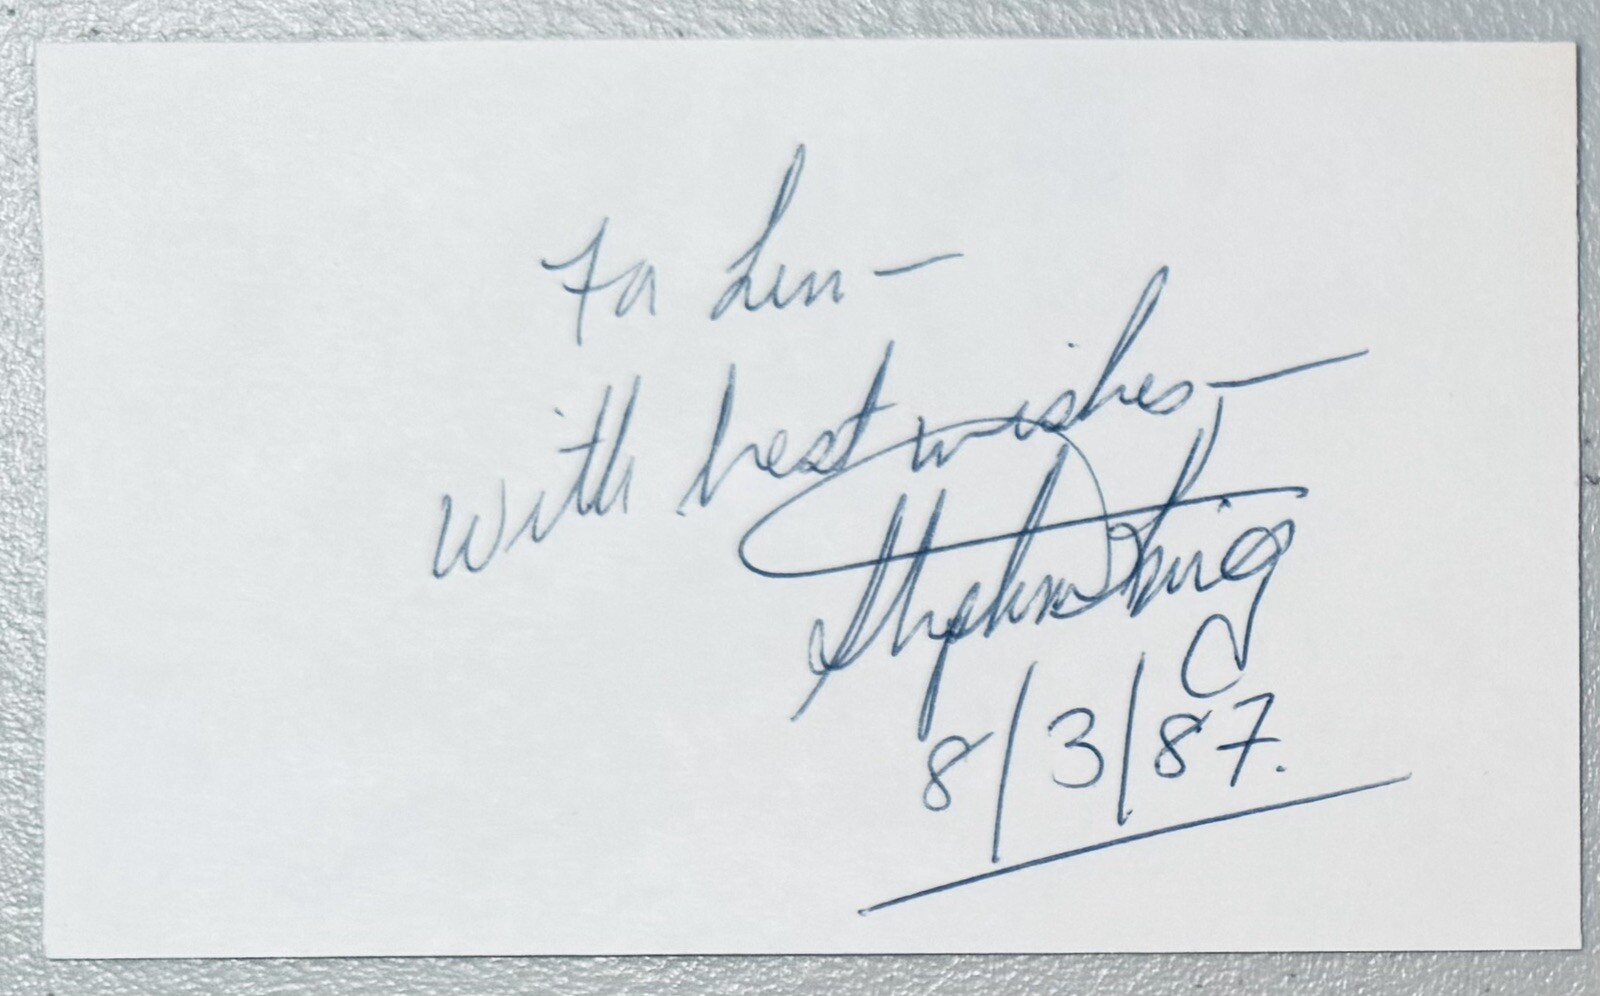 For Len —
with best wishes —
Stephen King
8/3/87.